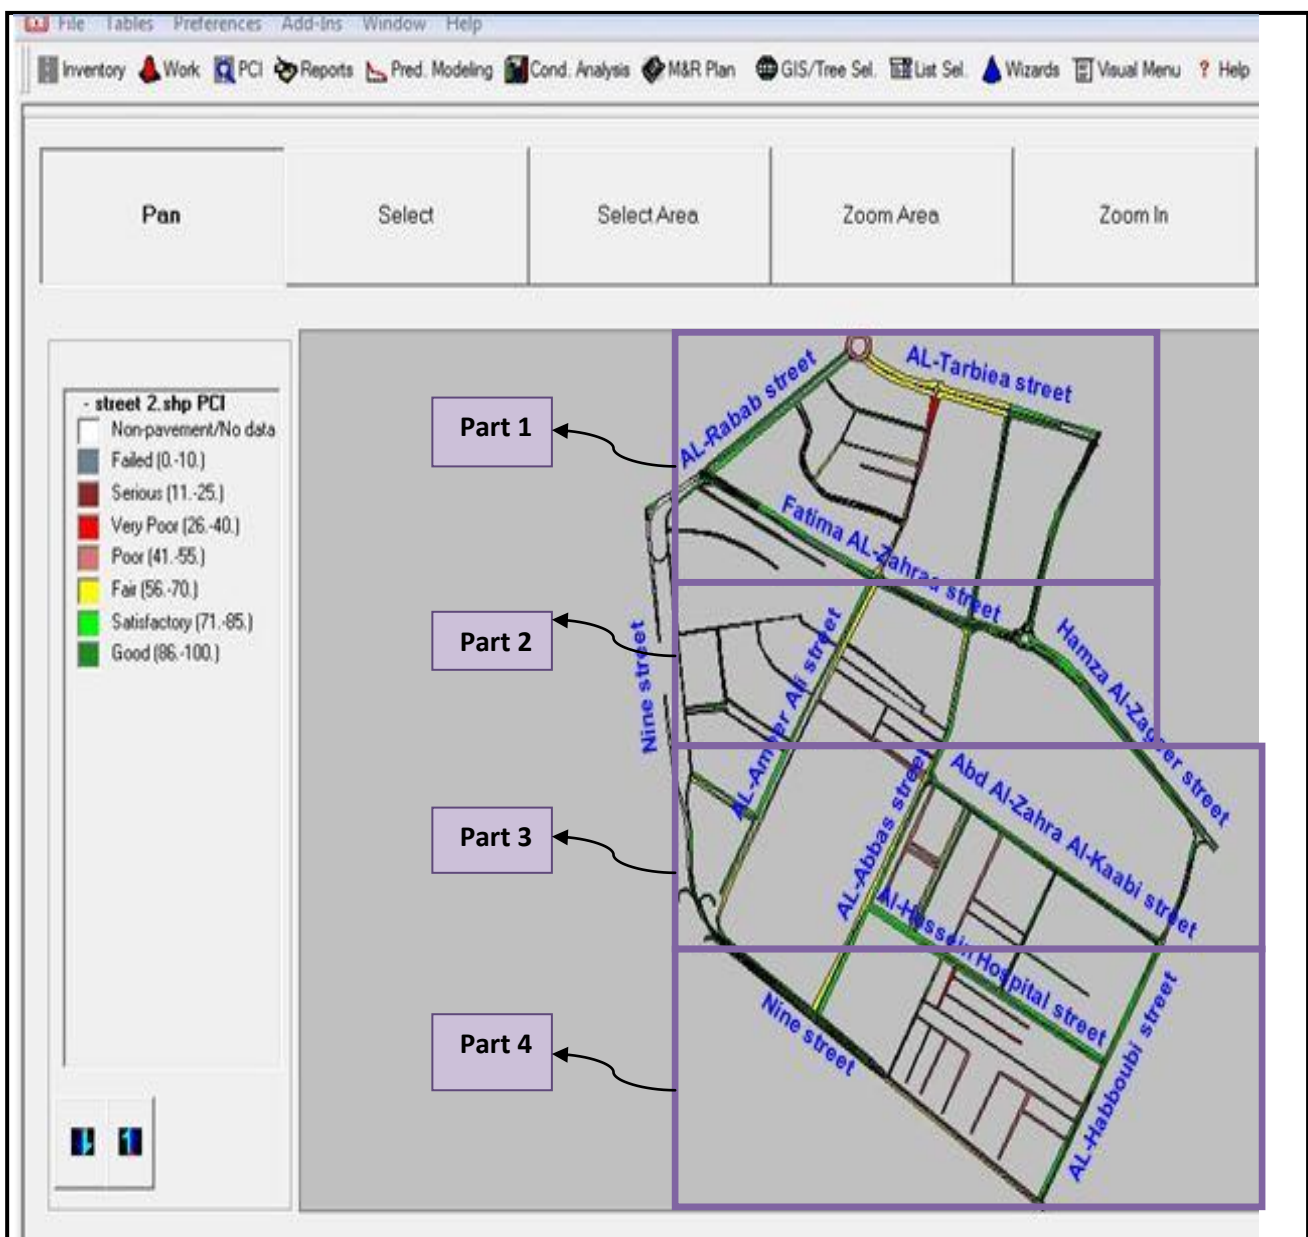 File Tables Preferences Add-Ins Window Help
Inventory Work PCI Reports Pred. Modeling Cond. Analysis M&R Plan GIS/Tree Sel. List Sel. Wizards Visual Menu ? Help
Pan Select Select Area Zoom Area Zoom In
- street 2.shp PCI
Non-pavement/No data
Failed (0.-10.)
Serious (11.-25.)
Very Poor (26.-40.)
Poor (41.-55.)
Fair (56.-70.)
Satisfactory (71.-85.)
Good (86.-100.)
Part 1
Part 2
Part 3
Part 4
AL-Rabab street
AL-Tarbiea street
Fatima AL-Zahraa street
Nine street
AL-Ameer Ali street
Hamza Al-Zageer street
AL-Abbas street
Abd Al-Zahra Al-Kaabi street
Al-Hussein Hospital street
Nine street
AL-Habboubi street